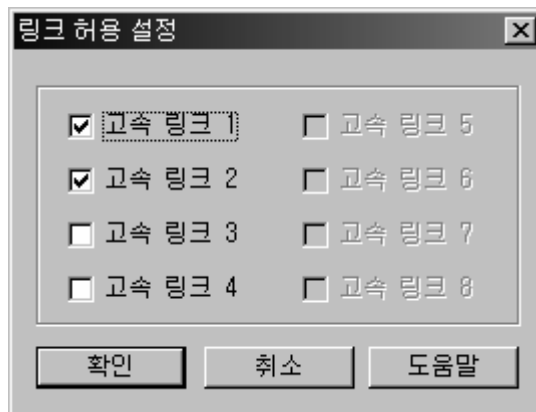 링크 허용 설정
고속 링크 1 고속 링크 5
고속 링크 2 고속 링크 6
고속 링크 3 고속 링크 7
고속 링크 4 고속 링크 8
확인 취소 도움말